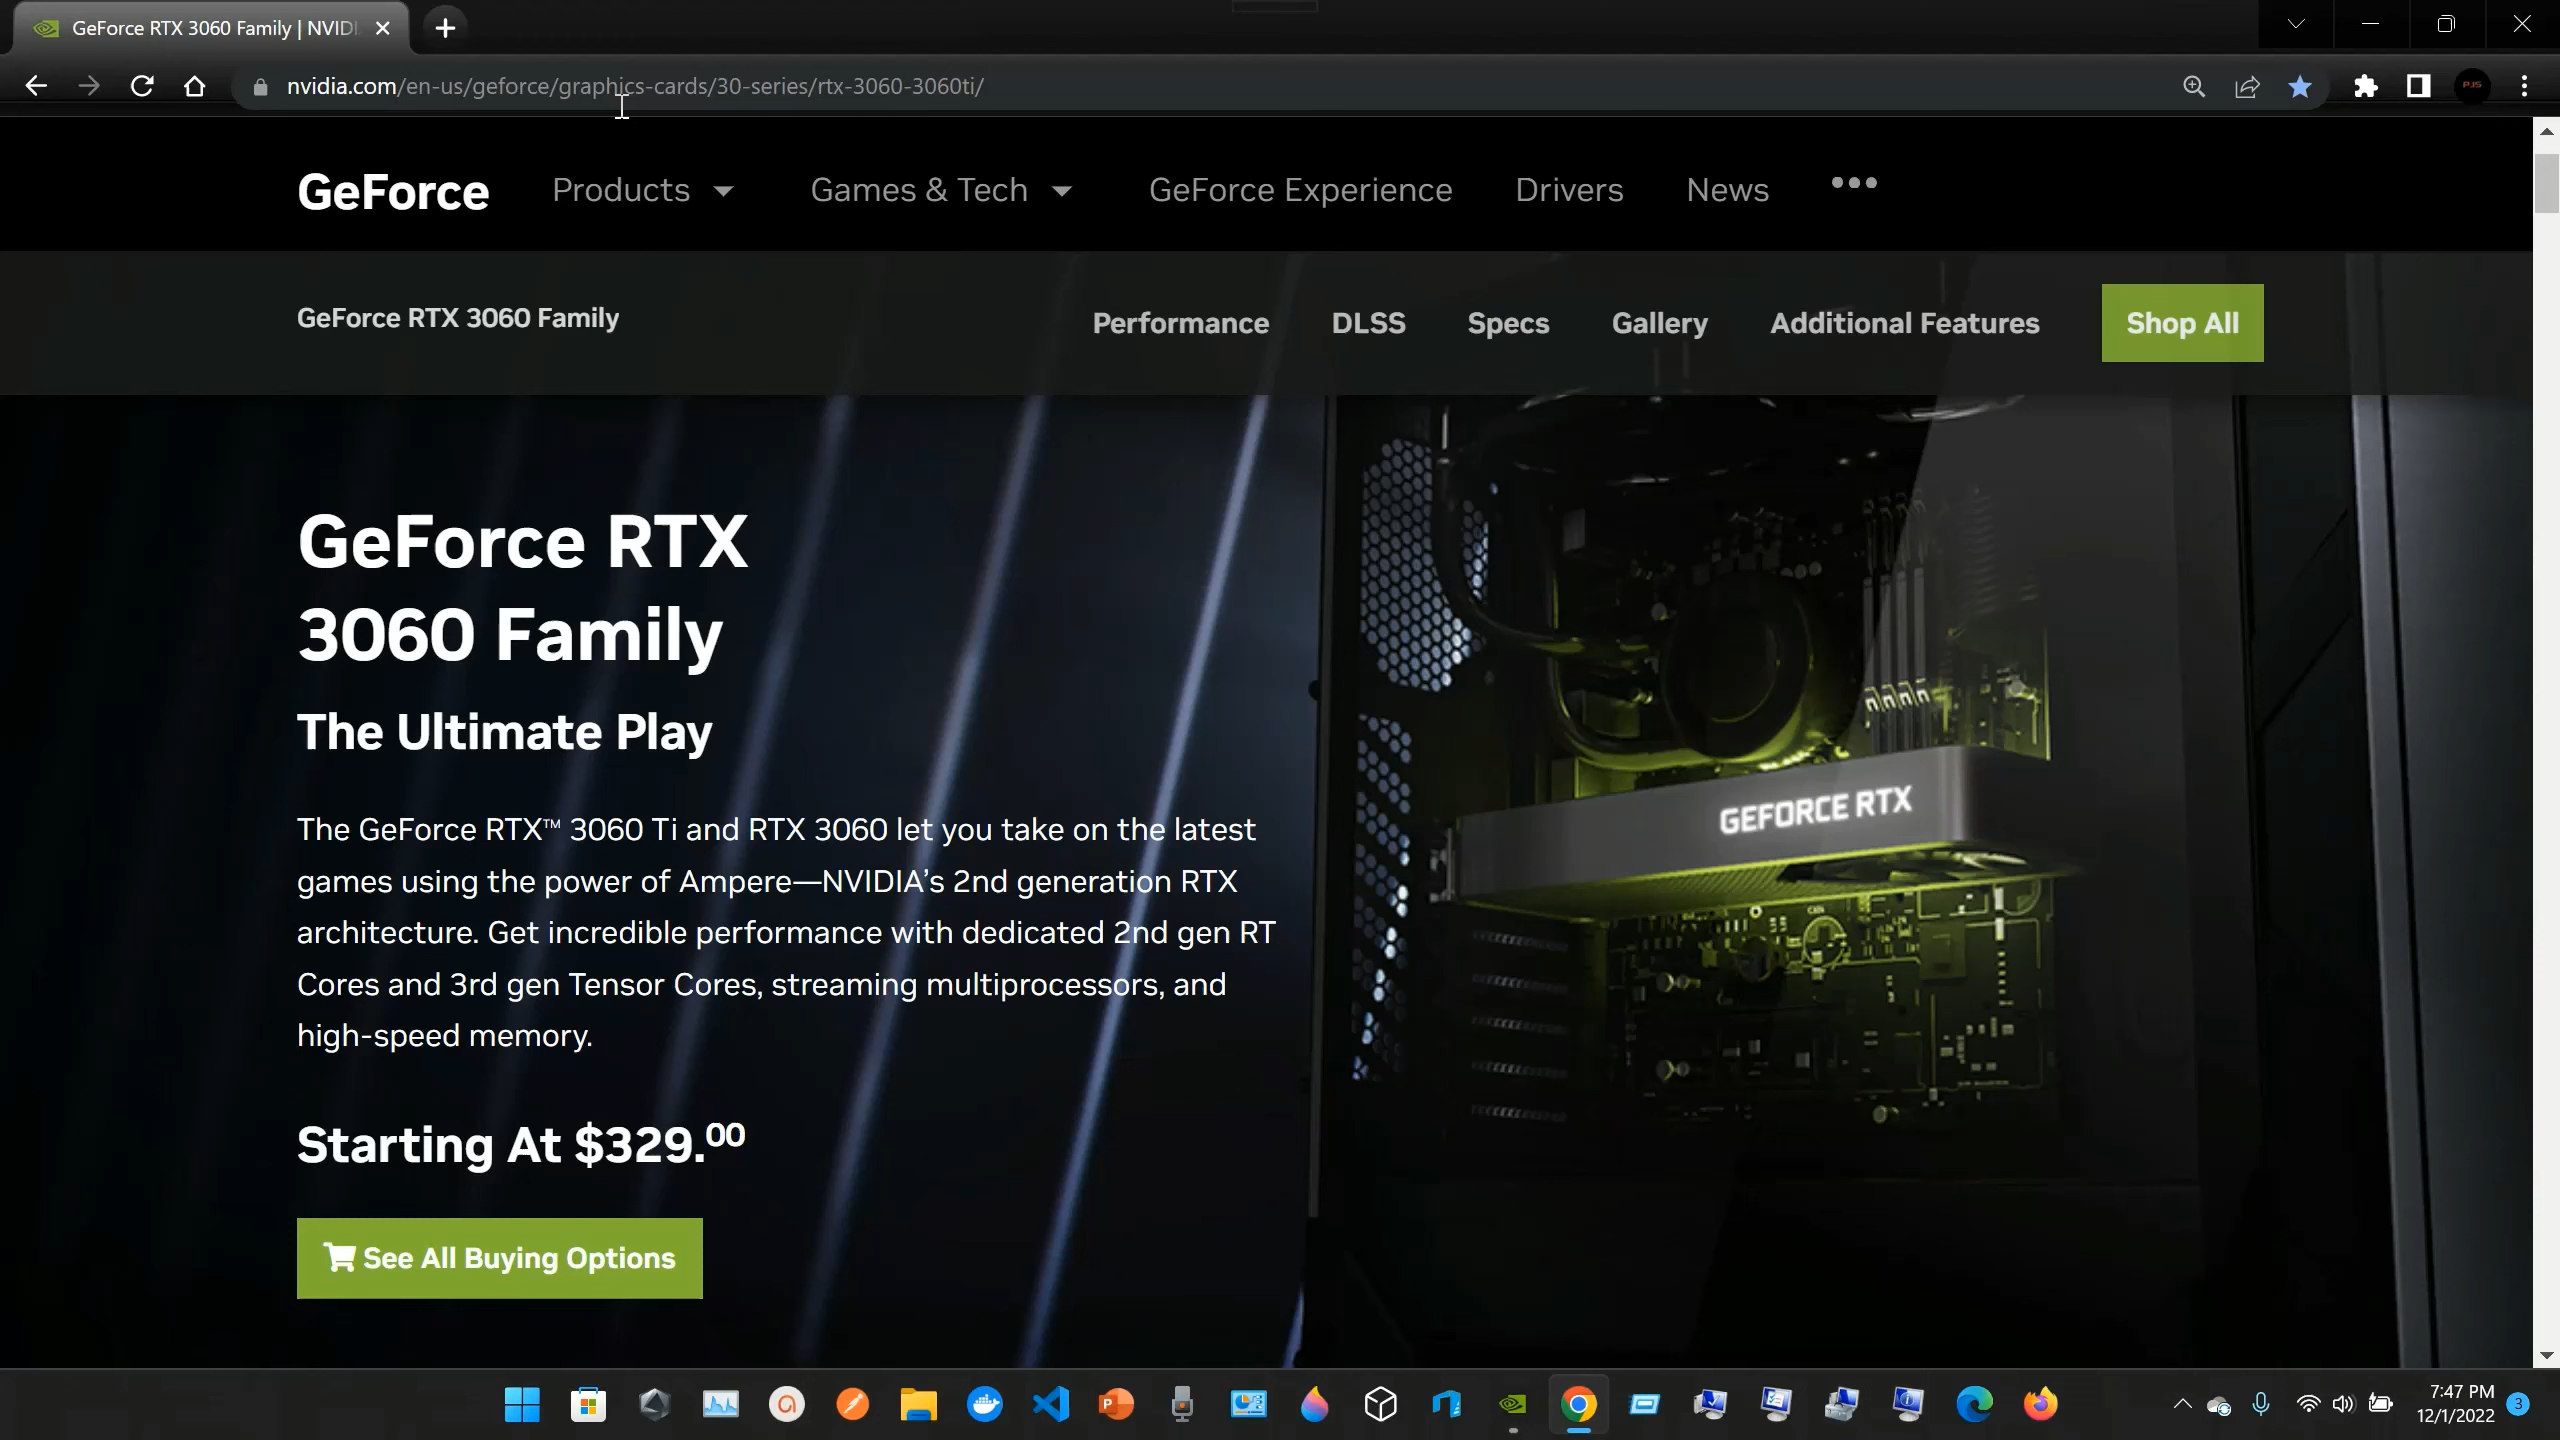 GeForce RTX 3060 Family | NVIDI
nvidia.com/en-us/geforce/graphics-cards/30-series/rtx-3060-3060ti/
PJS
GeForce Products Games & Tech GeForce Experience Drivers News •••
GeForce RTX 3060 Family Performance DLSS Specs Gallery Additional Features Shop All
GeForce RTX
3060 Family
The Ultimate Play
The GeForce RTX™ 3060 Ti and RTX 3060 let you take on the latest
games using the power of Ampere—NVIDIA’s 2nd generation RTX
architecture. Get incredible performance with dedicated 2nd gen RT
Cores and 3rd gen Tensor Cores, streaming multiprocessors, and
high-speed memory.
Starting At $329.00
See All Buying Options
GEFORCE RTX
7:47 PM
12/1/2022
3